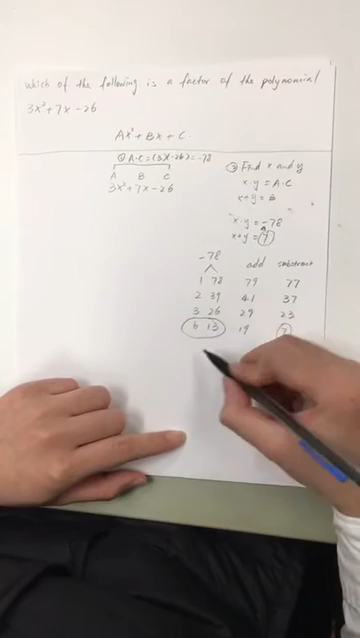 which of the following is a factor of the polynomial
3x²+7x-26
Ax²+Bx+C.
① A·C=(3)(-26)=-78
A B C
3x²+7x-26
② Find x and y
x·y = A·C
x+y = B
x·y = -78
x+y = 7
-78 add substract
1 78 79 77
2 39 41 37
3 26 29 23
6 13 19 7